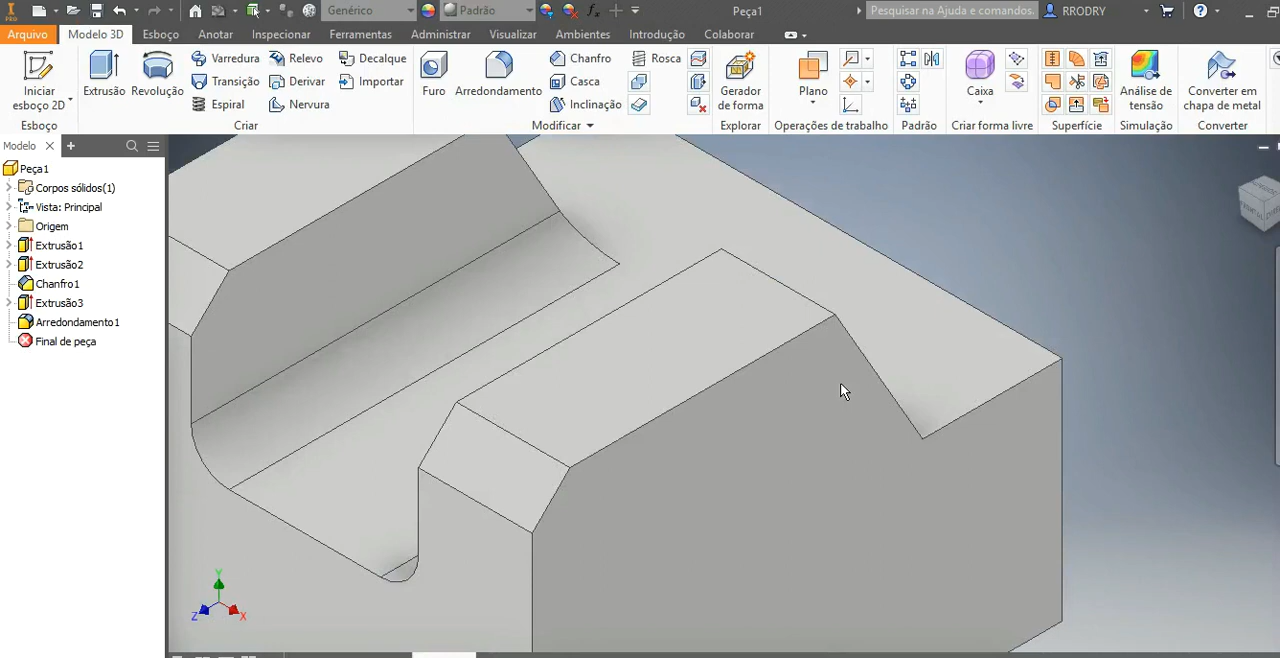 PRO
Genérico
Padrão
Peça1
Pesquisar na Ajuda e comandos.
RRODRY
Arquivo Modelo 3D Esboço Anotar Inspecionar Ferramentas Administrar Visualizar Ambientes Introdução Colaborar
Iniciar
esboço 2D
Esboço
Extrusão
Revolução
Varredura
Transição
Espiral
Relevo
Derivar
Nervura
Decalque
Importar
Criar
Furo
Arredondamento
Chanfro
Casca
Inclinação
Rosca
Modificar
Gerador
de forma
Explorar
Plano
Operações de trabalho
Padrão
Caixa
Criar forma livre
Superfície
Análise de
tensão
Simulação
Converter em
chapa de metal
Converter
Modelo
Peça1
Corpos sólidos(1)
Vista: Principal
Origem
Extrusão1
Extrusão2
Chanfro1
Extrusão3
Arredondamento1
Final de peça
Y
Z
X